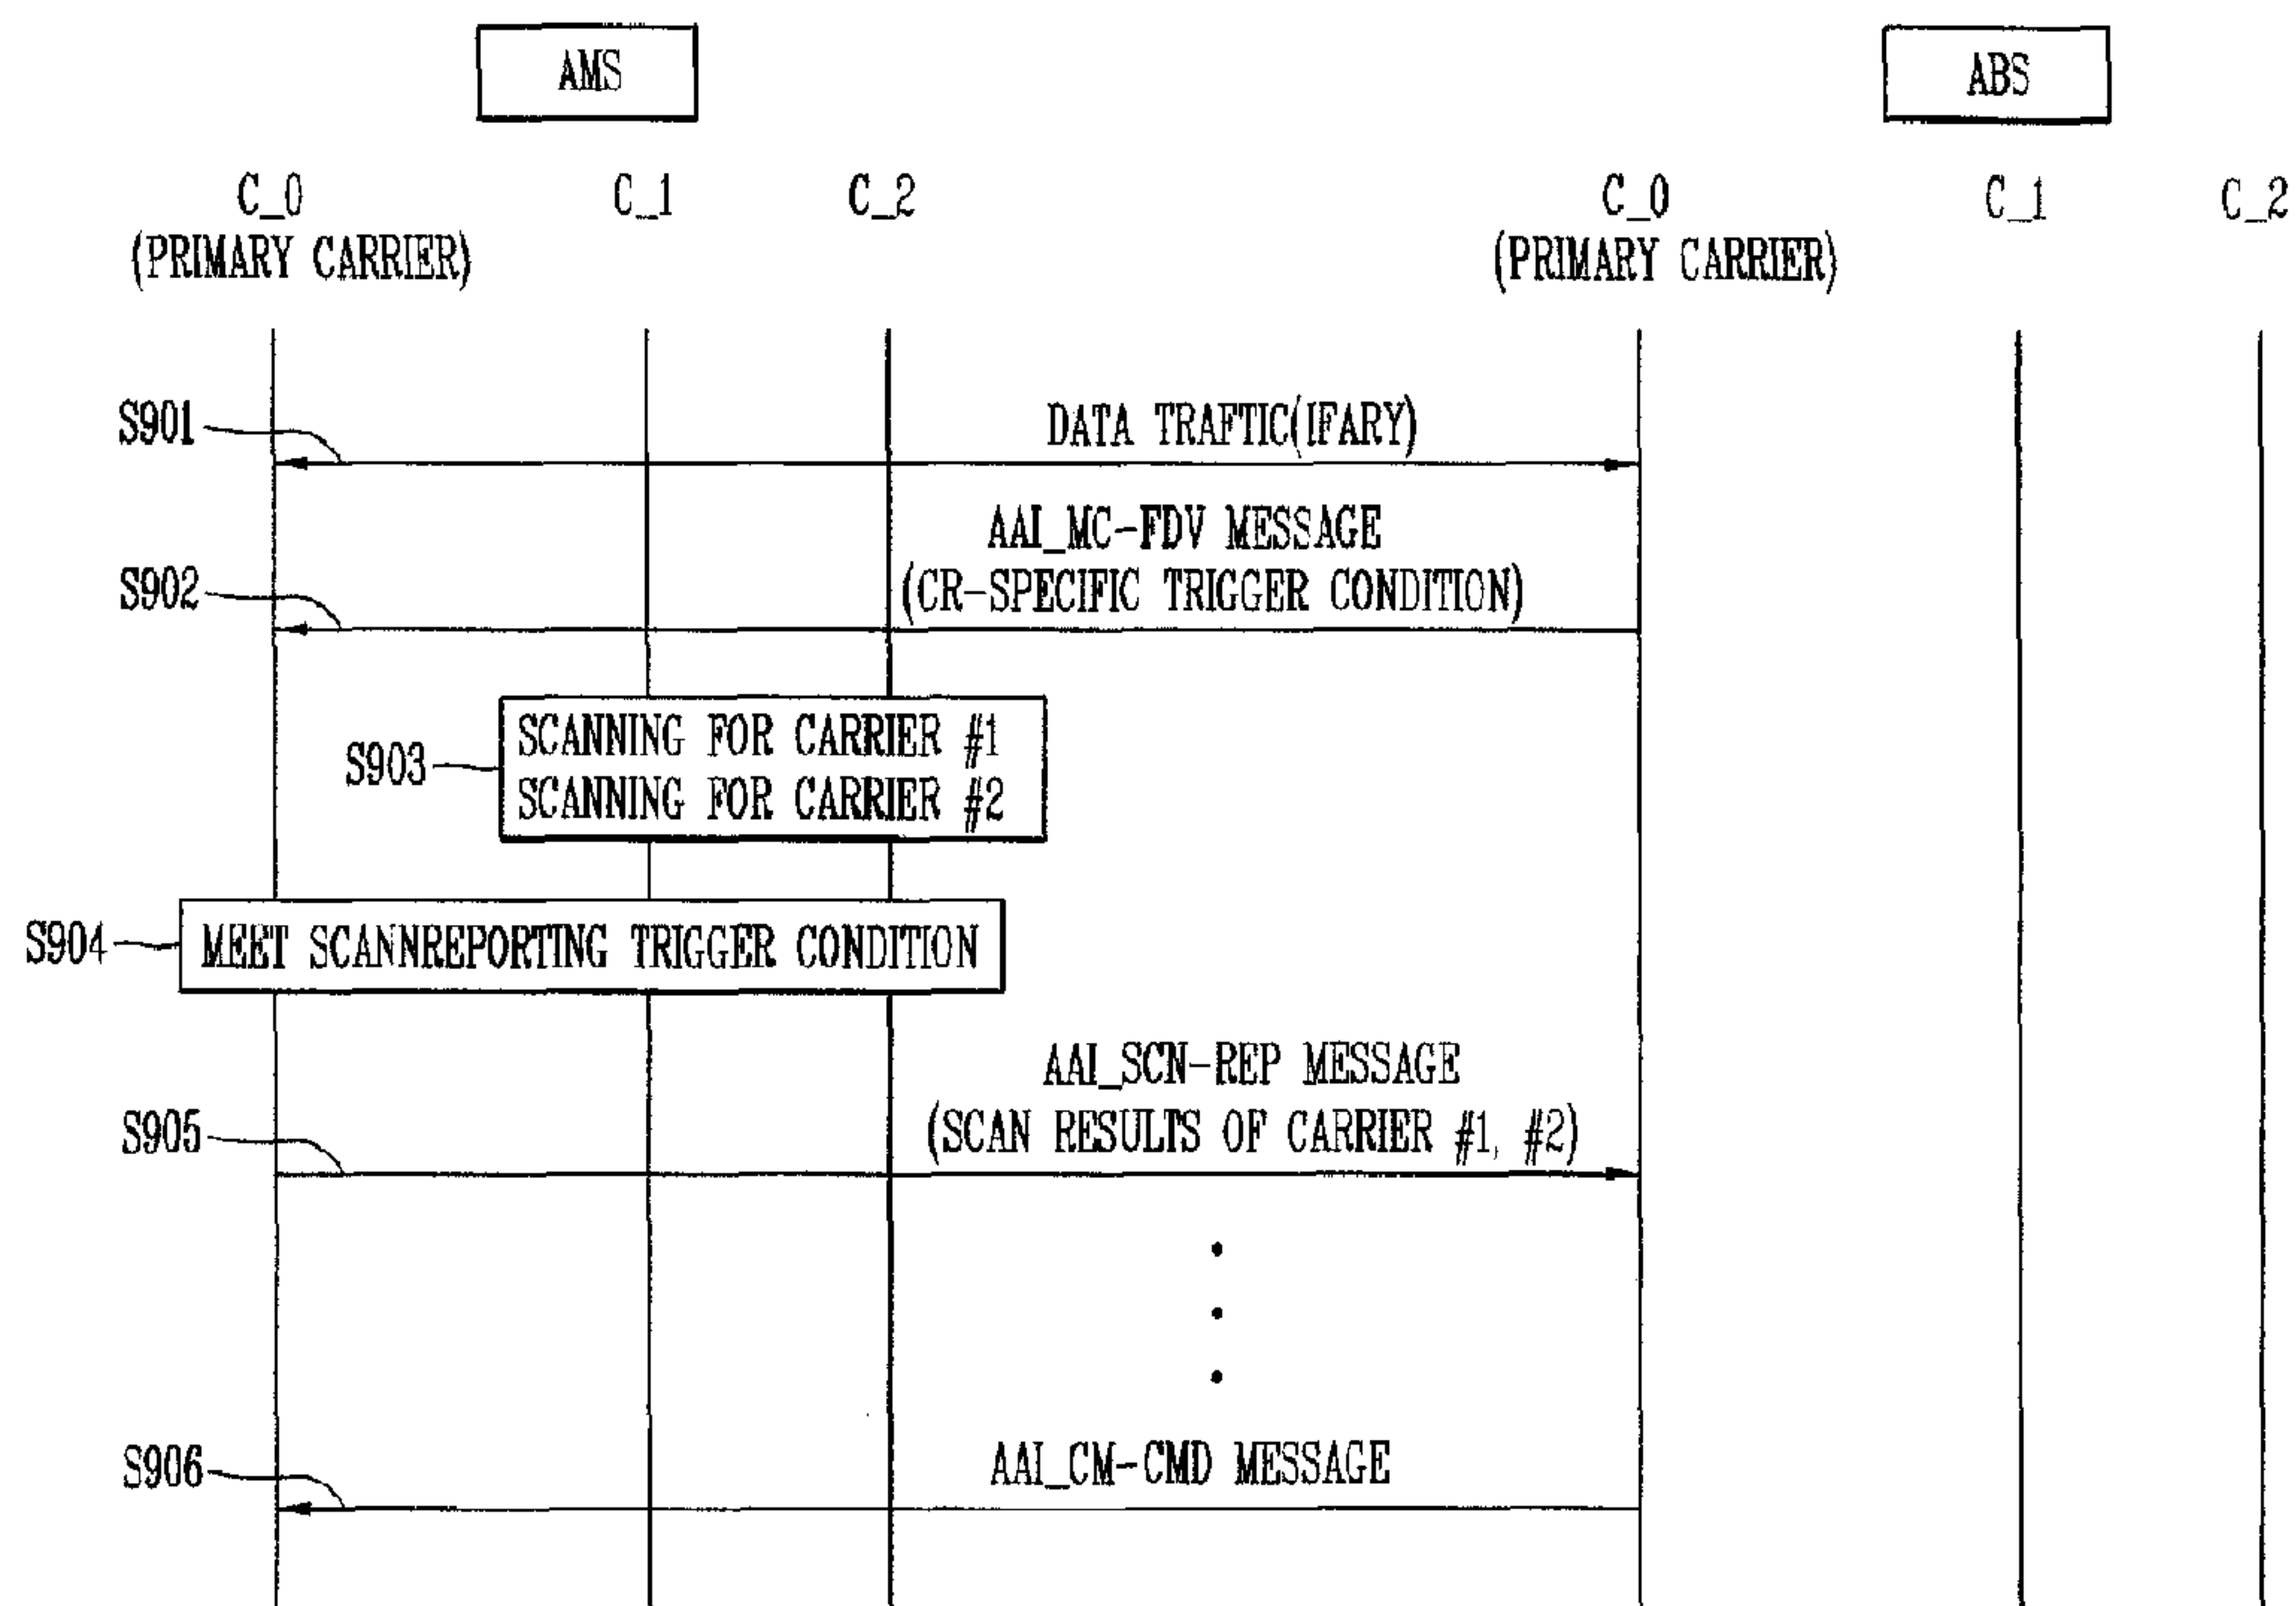 AMS
ABS
C_0
C_1
C_2
C_0
C_1
C_2
(PRIMARY CARRIER)
(PRIMARY CARRIER)
S901
DATA TRAFTIC(IFARY)
AAI_MC-FDV MESSAGE
S902
(CR-SPECIFIC TRIGGER CONDITION)
SCANNING FOR CARRIER #1
S903
SCANNING FOR CARRIER #2
S904
MEET SCANNREPORTING TRIGGER CONDITION
AAI_SCN-REP MESSAGE
S905
(SCAN RESULTS OF CARRIER #1, #2)
S906
AAI_CM-CMD MESSAGE